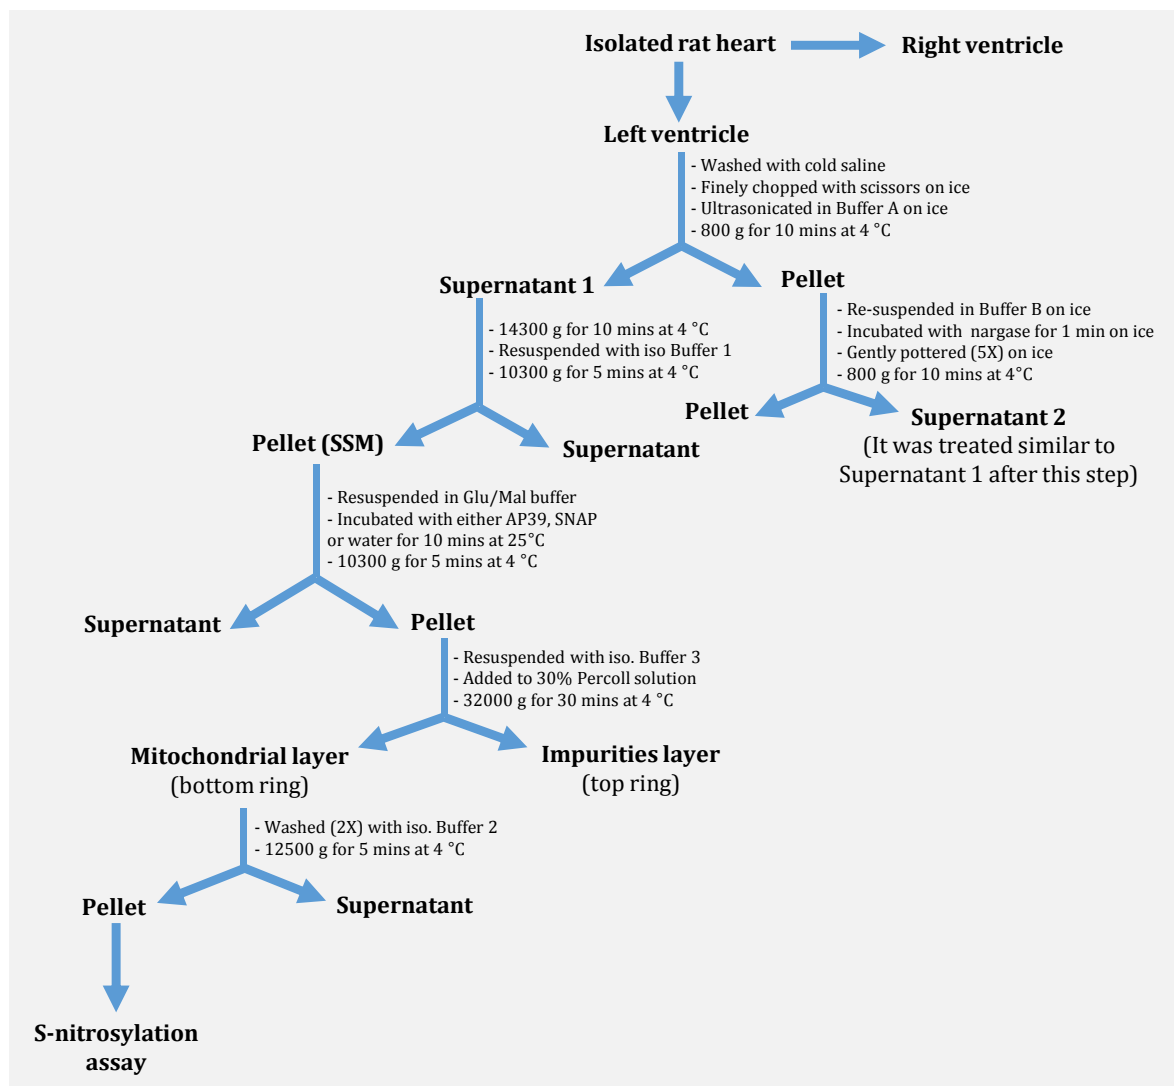 Isolated rat heart
Right ventricle
Left ventricle
- Washed with cold saline
- Finely chopped with scissors on ice
- Ultrasonicated in Buffer A on ice
- 800 g for 10 mins at 4 °C
Supernatant 1
Pellet
- 14300 g for 10 mins at 4 °C
- Resuspended with iso Buffer 1
- 10300 g for 5 mins at 4 °C
- Re-suspended in Buffer B on ice
- Incubated with nargase for 1 min on ice
- Gently pottered (5X) on ice
- 800 g for 10 mins at 4°C
Pellet
Supernatant 2
(It was treated similar to
Supernatant 1 after this step)
Pellet (SSM)
Supernatant
- Resuspended in Glu/Mal buffer
- Incubated with either AP39, SNAP
or water for 10 mins at 25°C
- 10300 g for 5 mins at 4 °C
Supernatant
Pellet
- Resuspended with iso. Buffer 3
- Added to 30% Percoll solution
- 32000 g for 30 mins at 4 °C
Mitochondrial layer
(bottom ring)
Impurities layer
(top ring)
- Washed (2X) with iso. Buffer 2
- 12500 g for 5 mins at 4 °C
Pellet
Supernatant
S-nitrosylation
assay